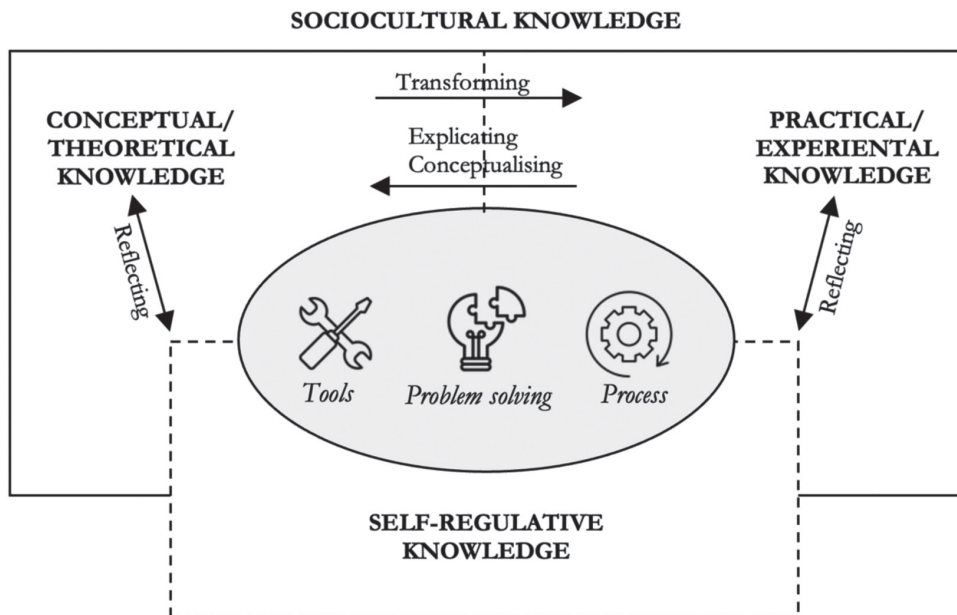 SOCIOCULTURAL KNOWLEDGE
Transforming
CONCEPTUAL/
THEORETICAL
KNOWLEDGE
Explicating
Conceptualising
PRACTICAL/
EXPERIENTAL
KNOWLEDGE
Reflecting
Reflecting
Tools
Problem solving
Process
SELF-REGULATIVE
KNOWLEDGE